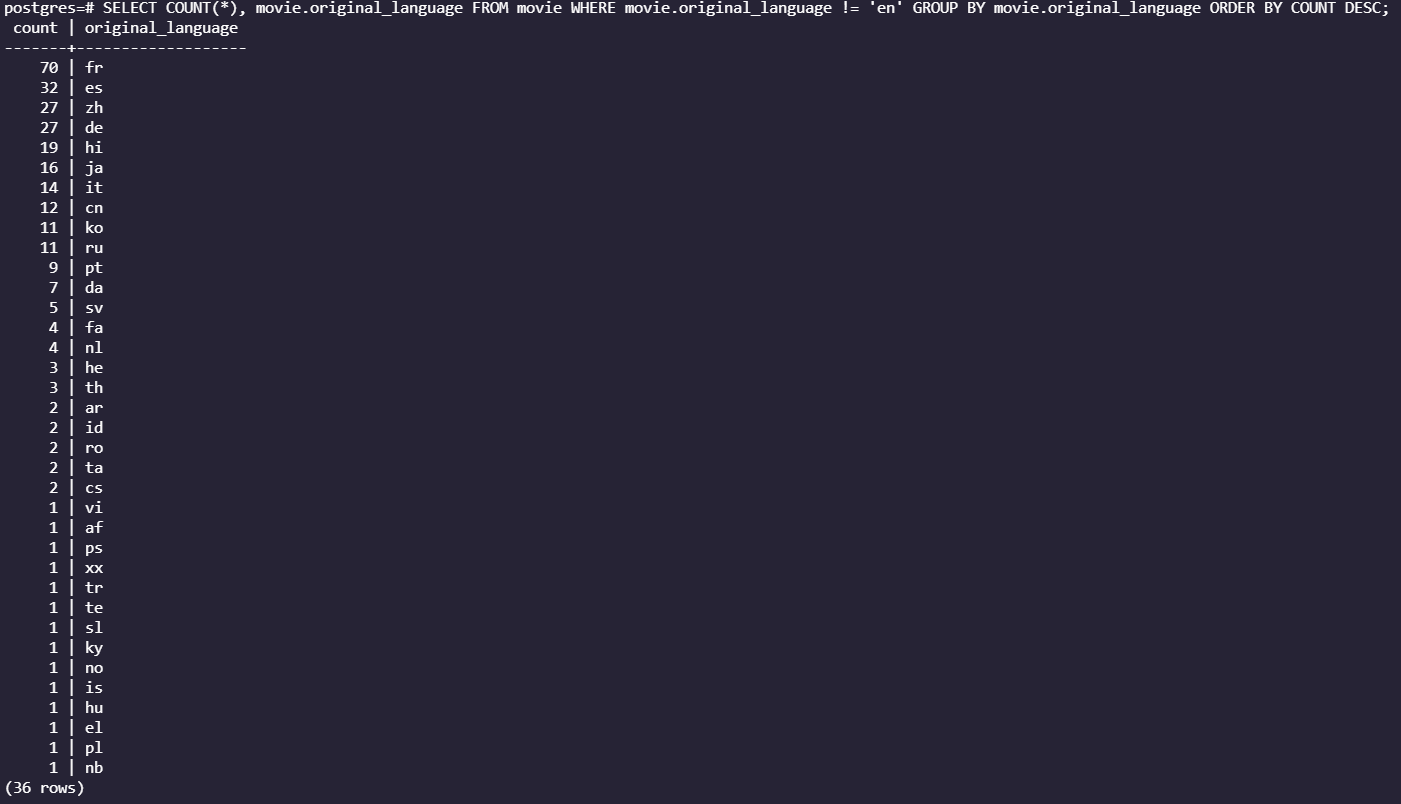 postgres=# SELECT COUNT(*), movie.original_language FROM movie WHERE movie.original_language != 'en' GROUP BY movie.original_language ORDER BY COUNT DESC;
 count | original_language
-------+-------------------
    70 | fr
    32 | es
    27 | zh
    27 | de
    19 | hi
    16 | ja
    14 | it
    12 | cn
    11 | ko
    11 | ru
     9 | pt
     7 | da
     5 | sv
     4 | fa
     4 | nl
     3 | he
     3 | th
     2 | ar
     2 | id
     2 | ro
     2 | ta
     2 | cs
     1 | vi
     1 | af
     1 | ps
     1 | xx
     1 | tr
     1 | te
     1 | sl
     1 | ky
     1 | no
     1 | is
     1 | hu
     1 | el
     1 | pl
     1 | nb
(36 rows)